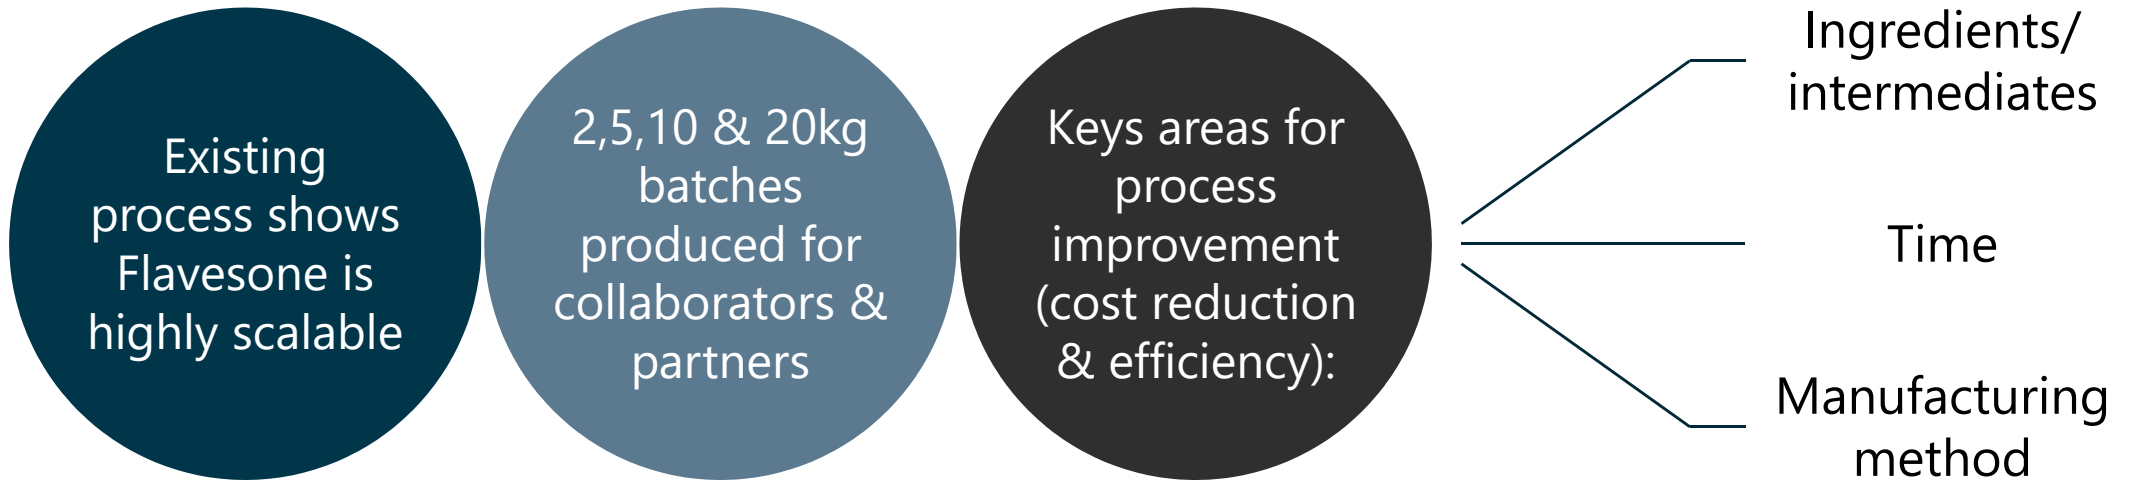 Existing
process shows
Flavesone is
highly scalable
2,5,10 & 20kg
batches
produced for
collaborators &
partners
Keys areas for
process
improvement
(cost reduction
& efficiency):
Ingredients/
intermediates
Time
Manufacturing
method